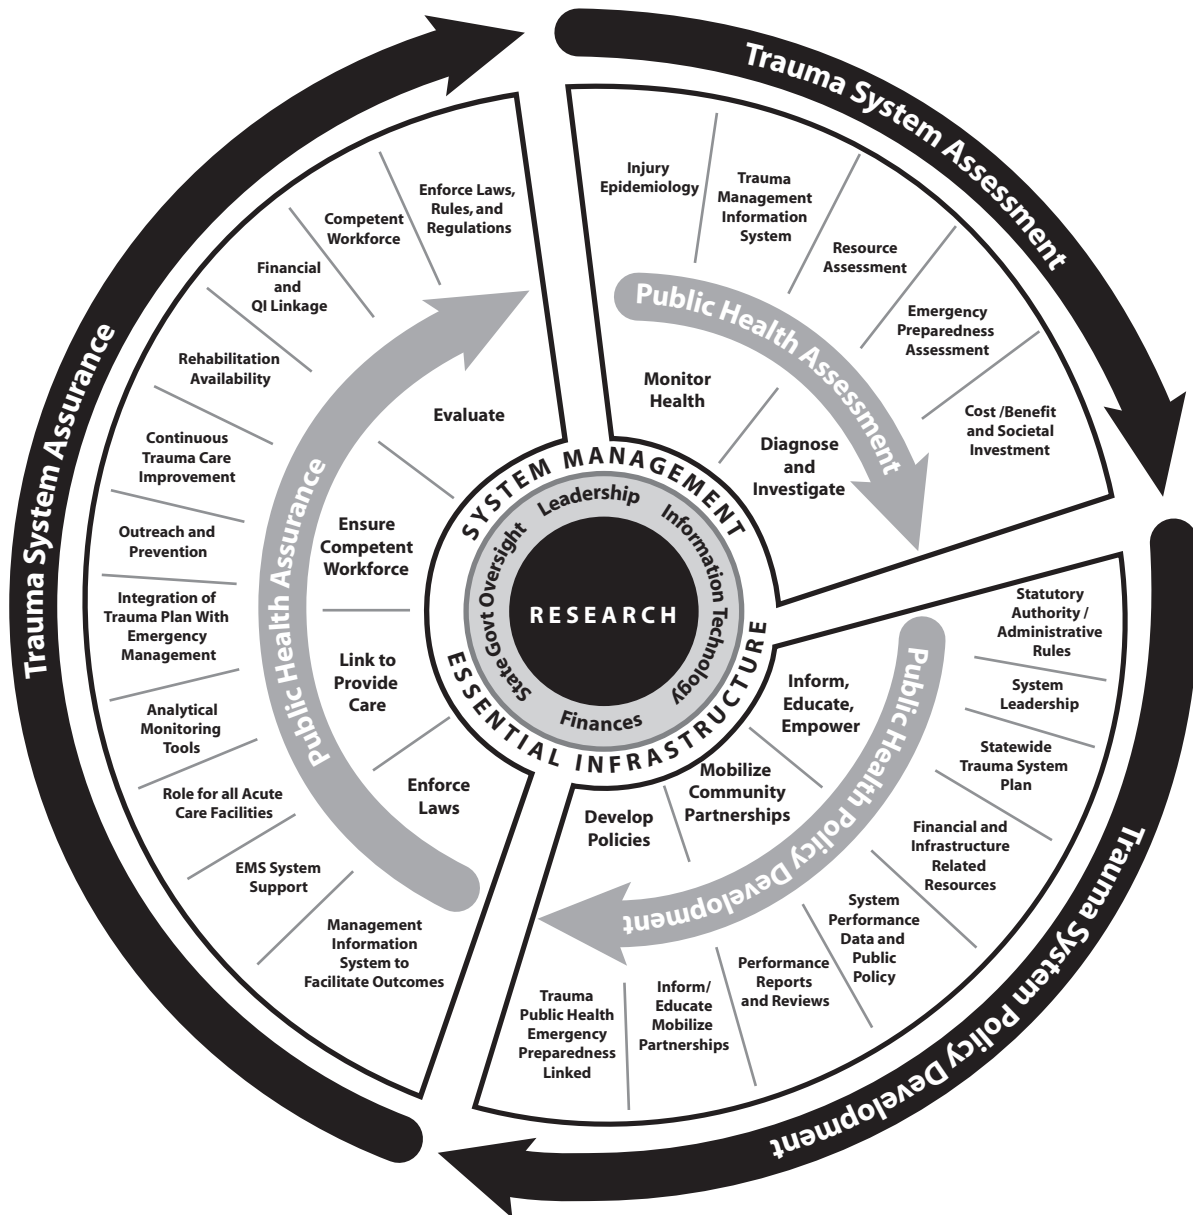 Trauma System Assessment
Injury
Epidemiology
Trauma
Management
Information
System
Resource
Assessment
Emergency
Preparedness
Assessment
Cost /Benefit
and Societal
Investment
Public Health Assessment
Monitor
Health
Diagnose
and
Investigate
Trauma System Policy Development
Statutory
Authority /
Administrative
Rules
System
Leadership
Statewide
Trauma System
Plan
Financial and
Infrastructure
Related
Resources
System
Performance
Data and
Public
Policy
Performance
Reports
and Reviews
Inform/
Educate
Mobilize
Partnerships
Trauma
Public Health
Emergency
Preparedness
Linked
Public Health Policy Development
Inform,
Educate,
Empower
Mobilize
Community
Partnerships
Develop
Policies
Trauma System Assurance
Management
Information
System to
Facilitate Outcomes
EMS System
Support
Role for all Acute
Care Facilities
Analytical
Monitoring
Tools
Integration of
Trauma Plan With
Emergency
Management
Outreach and
Prevention
Continuous
Trauma Care
Improvement
Rehabilitation
Availability
Financial
and
QI Linkage
Competent
Workforce
Enforce Laws,
Rules, and
Regulations
Public Health Assurance
Enforce
Laws
Link to
Provide
Care
Ensure
Competent
Workforce
Evaluate
SYSTEM MANAGEMENT
ESSENTIAL INFRASTRUCTURE
Leadership
Information Technology
Finances
State Govt Oversight
RESEARCH